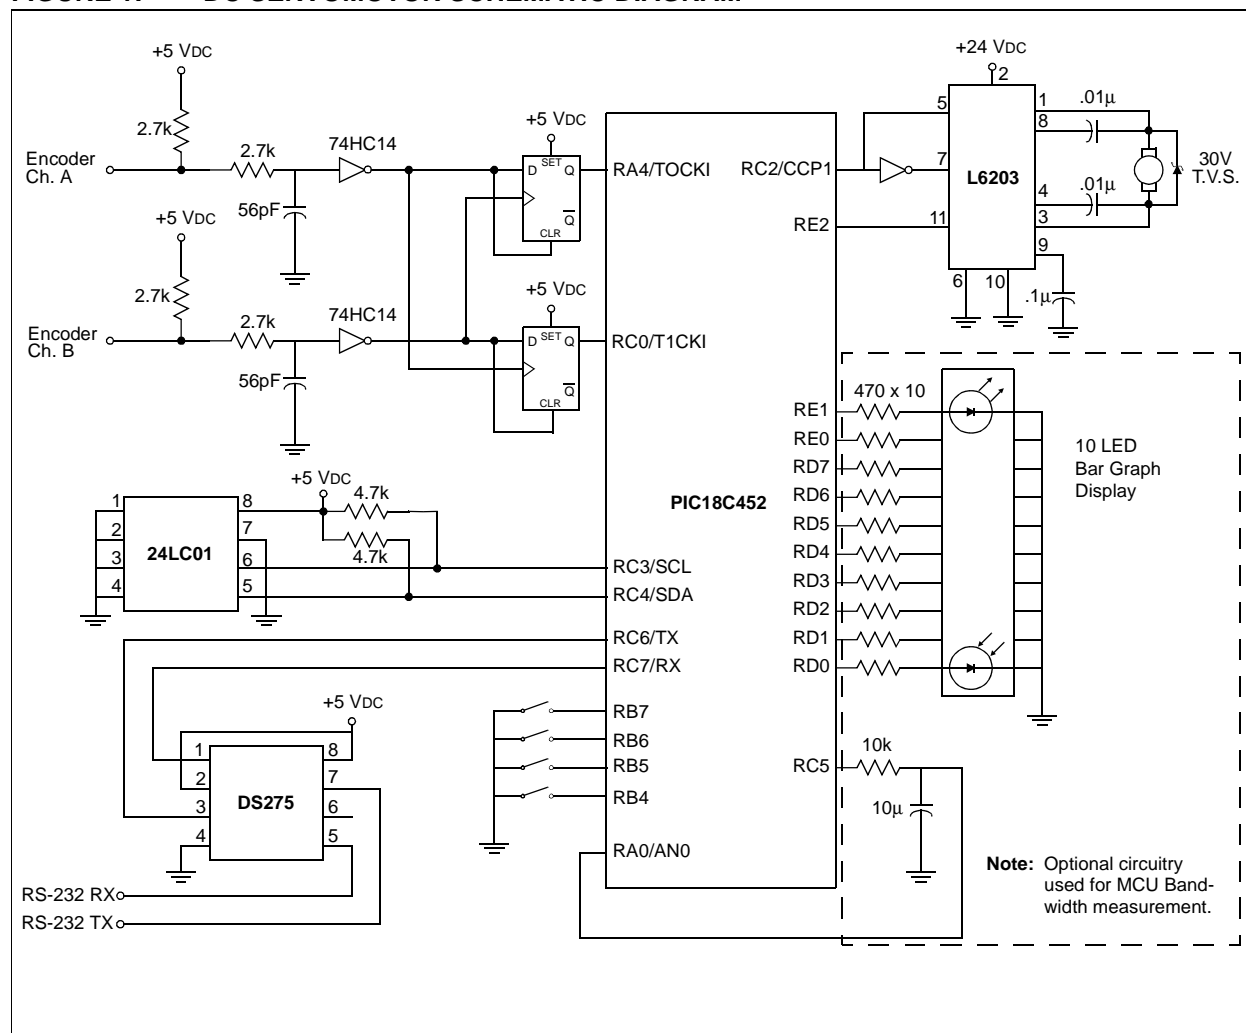 +5 VDC
2.7k
Encoder
Ch. A
2.7k
74HC14
56pF
+5 VDC
D SET Q
Q
CLR
+5 VDC
2.7k
Encoder
Ch. B
2.7k
74HC14
56pF
+5 VDC
D SET Q
Q
CLR
RA4/TOCKI
RC0/T1CKI
RC2/CCP1
RE2
PIC18C452
+24 VDC
2
5
7
11
L6203
1
8
4
3
9
6
10
.01µ
.01µ
.1µ
30V
T.V.S.
+5 VDC
4.7k
4.7k
1
2
3
4
24LC01
8
7
6
5
RC3/SCL
RC4/SDA
RC6/TX
RC7/RX
RB7
RB6
RB5
RB4
RA0/AN0
+5 VDC
1
2
3
4
DS275
8
7
6
5
RS-232 RX
RS-232 TX
470 x 10
RE1
RE0
RD7
RD6
RD5
RD4
RD3
RD2
RD1
RD0
10 LED
Bar Graph
Display
RC5
10k
10µ
Note: Optional circuitry
used for MCU Band-
width measurement.